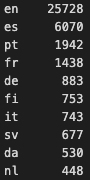 en 25728
es 6070
pt 1942
fr 1438
de 883
fi 753
it 743
sv 677
da 530
nl 448